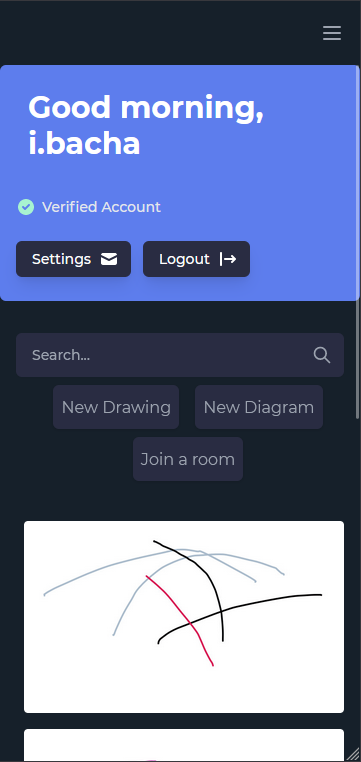 Good morning,
i.bacha
Verified Account
Settings
Logout
Search...
New Drawing
New Diagram
Join a room